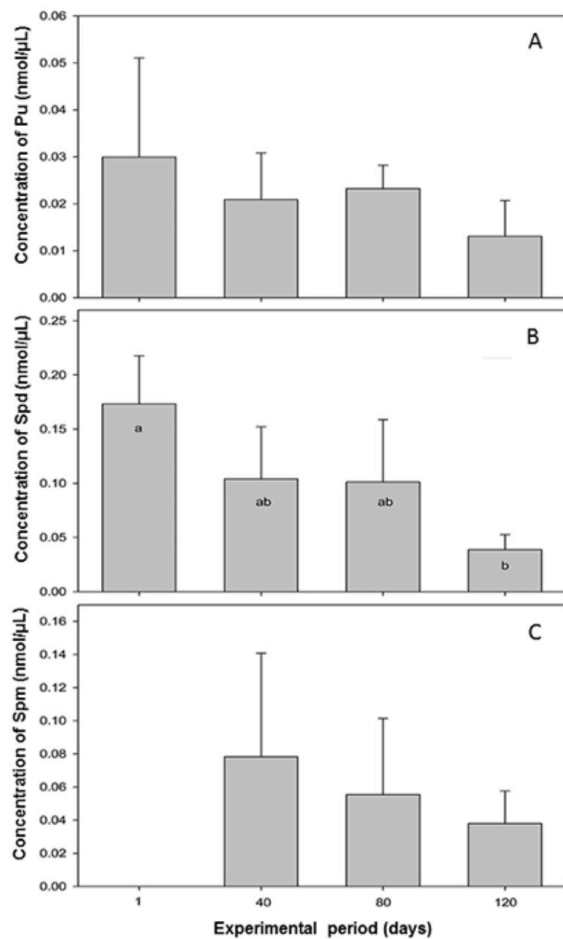 A
Concentration of Pu (nmol/µL)
0.06
0.05
0.04
0.03
0.02
0.01
0.00
B
Concentration of Spd (nmol/µL)
0.25
0.20
0.15
0.10
0.05
0.00
a
ab
ab
b
C
Concentration of Spm (nmol/µL)
0.16
0.14
0.12
0.10
0.08
0.06
0.04
0.02
0.00
1 40 80 120
Experimental period (days)